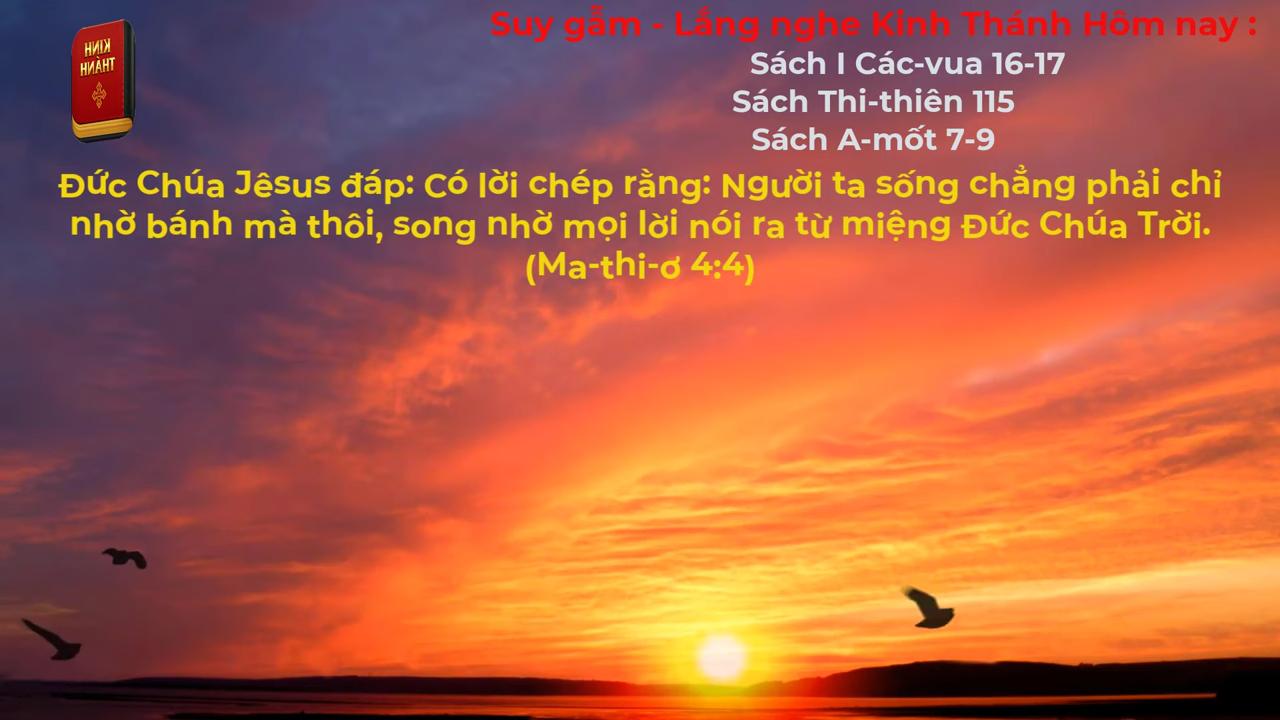 KINH
THÁNH
Suy gẫm - Lắng nghe Kinh Thánh Hôm nay :
Sách I Các-vua 16-17
Sách Thi-thiên 115
Sách A-mốt 7-9
Đức Chúa Jêsus đáp: Có lời chép rằng: Người ta sống chẳng phải chỉ
nhờ bánh mà thôi, song nhờ mọi lời nói ra từ miệng Đức Chúa Trời.
(Ma-thi-ơ 4:4)